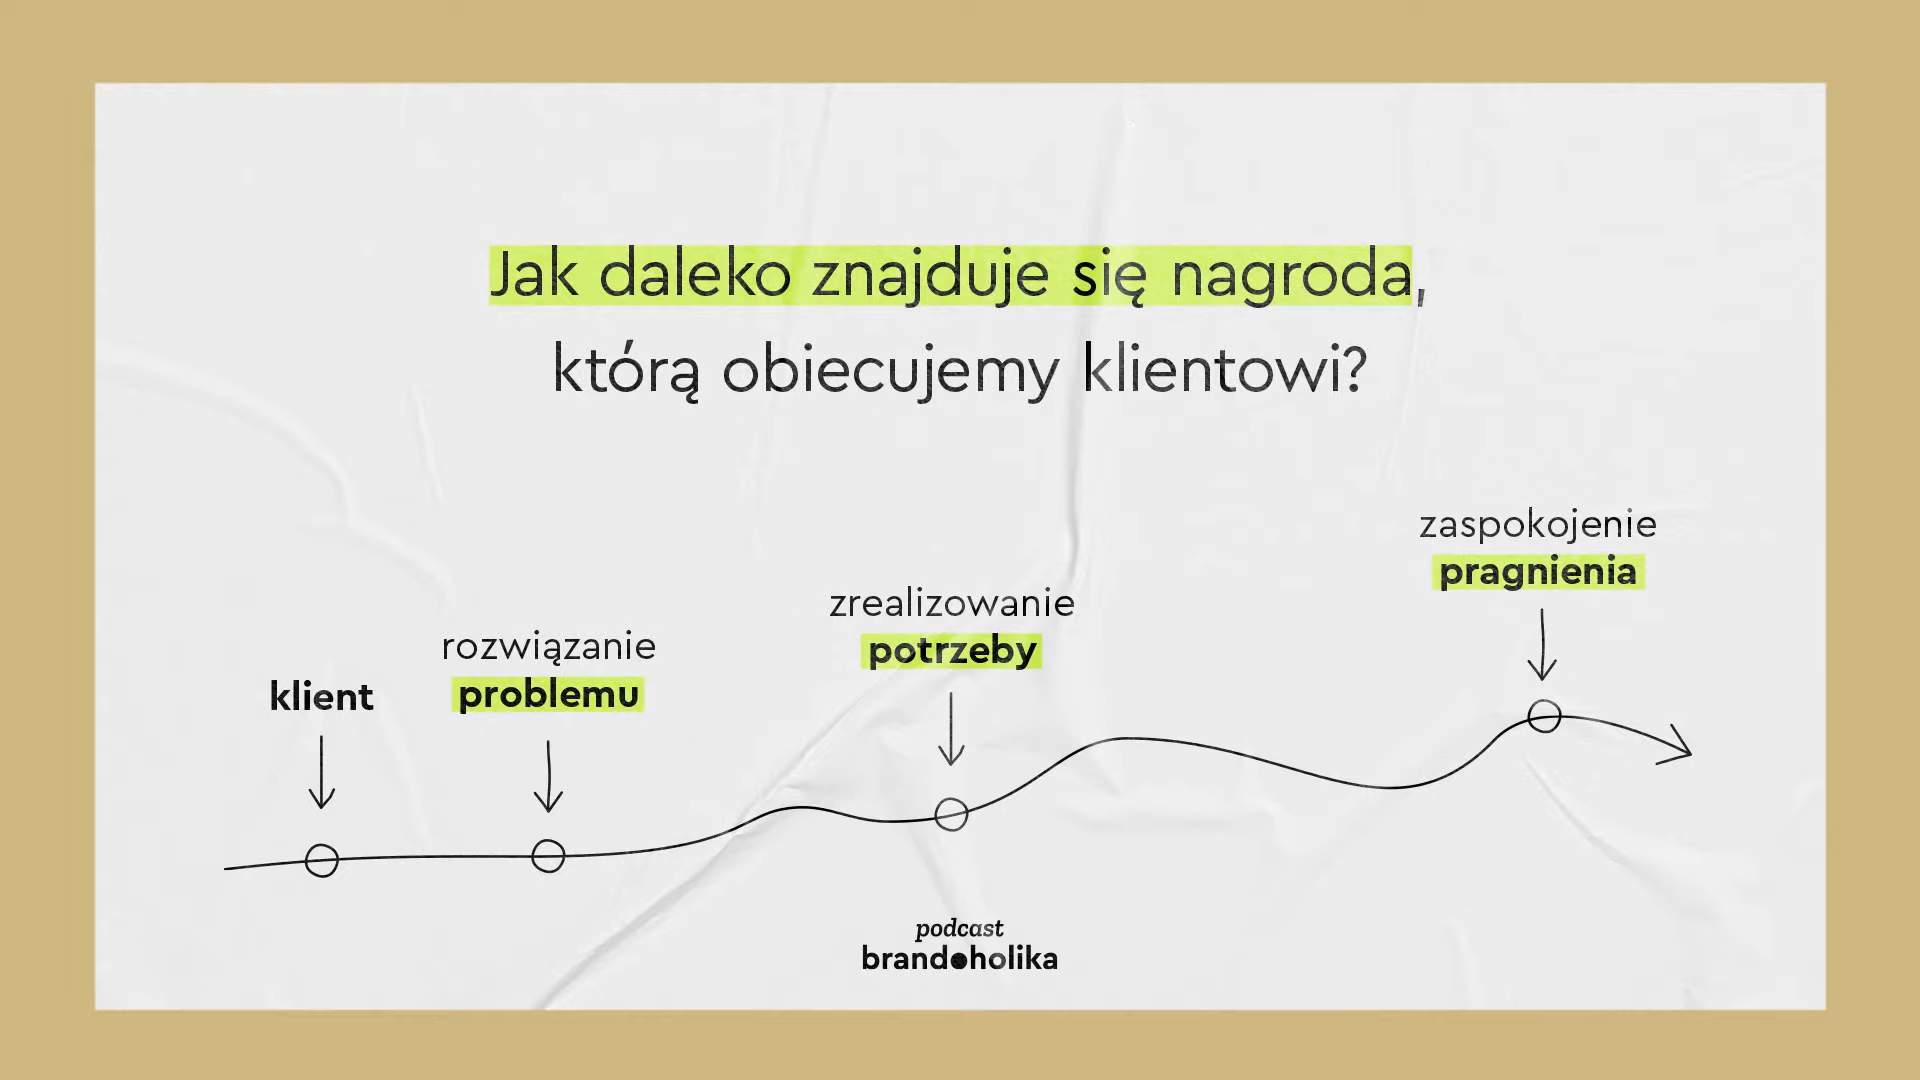 Jak daleko znajduje się nagroda,
którą obiecujemy klientowi?
klient
rozwiązanie
problemu
zrealizowanie
potrzeby
zaspokojenie
pragnienia
podcast
brandoholika